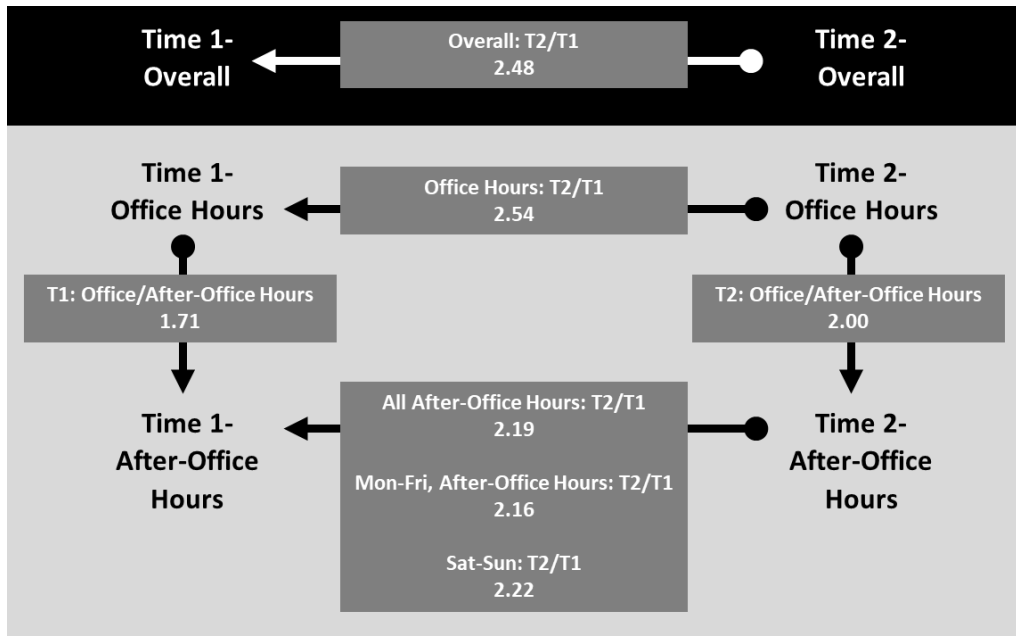 Time 1-
Overall
Overall: T2/T1
2.48
Time 2-
Overall
Time 1-
Office Hours
Office Hours: T2/T1
2.54
Time 2-
Office Hours
T1: Office/After-Office Hours
1.71
T2: Office/After-Office Hours
2.00
Time 1-
After-Office
Hours
All After-Office Hours: T2/T1
2.19
Mon-Fri, After-Office Hours: T2/T1
2.16
Sat-Sun: T2/T1
2.22
Time 2-
After-Office
Hours